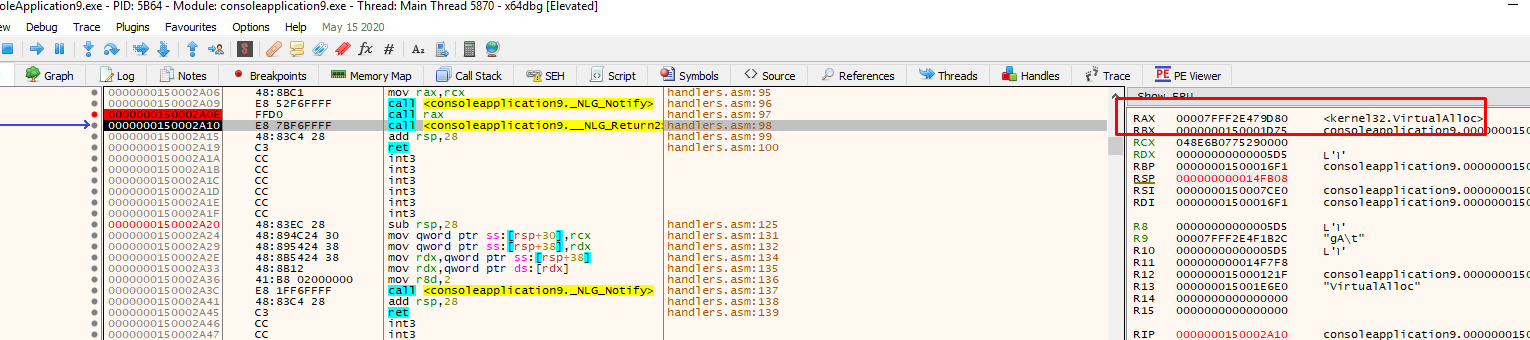 oleApplication9.exe - PID: 5B64 - Module: consoleapplication9.exe - Thread: Main Thread 5870 - x64dbg [Elevated]
ew Debug Trace Plugins Favourites Options Help May 15 2020
Graph Log Notes Breakpoints Memory Map Call Stack SEH Script Symbols Source References Threads Handles Trace PE Viewer
0000000150002A06 48:8BC1 mov rax,rcx handlers.asm:95
0000000150002A09 E8 52F6FFFF call <consoleapplication9._NLG_Notify> handlers.asm:96
0000000150002A0E FFD0 call rax handlers.asm:97
0000000150002A10 E8 7BF6FFFF call <consoleapplication9.__NLG_Return2 handlers.asm:98
0000000150002A15 48:83C4 28 add rsp,28 handlers.asm:99
0000000150002A19 C3 ret handlers.asm:100
0000000150002A1A CC int3
0000000150002A1B CC int3
0000000150002A1C CC int3
0000000150002A1D CC int3
0000000150002A1E CC int3
0000000150002A1F CC int3
0000000150002A20 48:83EC 28 sub rsp,28 handlers.asm:125
0000000150002A24 48:894C24 30 mov qword ptr ss:[rsp+30],rcx handlers.asm:131
0000000150002A29 48:895424 38 mov qword ptr ss:[rsp+38],rdx handlers.asm:132
0000000150002A2E 48:8B5424 38 mov rdx,qword ptr ss:[rsp+38] handlers.asm:134
0000000150002A33 48:8B12 mov rdx,qword ptr ds:[rdx] handlers.asm:135
0000000150002A36 41:B8 02000000 mov r8d,2 handlers.asm:136
0000000150002A3C E8 1FF6FFFF call <consoleapplication9._NLG_Notify> handlers.asm:137
0000000150002A41 48:83C4 28 add rsp,28 handlers.asm:138
0000000150002A45 C3 ret handlers.asm:139
0000000150002A46 CC int3
0000000150002A47 CC int3
Show FPU
RAX 00007FFF2E479D80 <kernel32.VirtualAlloc>
RBX 0000000150001D75 consoleapplication9.0000000150
RCX 048E6B0775290000
RDX 00000000000005D5 L'ו'
RBP 00000001500016F1 consoleapplication9.0000000150
RSP 000000000014FB08
RSI 0000000150007CE0 consoleapplication9.0000000150
RDI 00000001500016F1 consoleapplication9.0000000150
R8 00000000000005D5 L'ו'
R9 00007FFF2E4F1B2C "gA\t"
R10 00000000000005D5 L'ו'
R11 000000000014F7F8
R12 000000015000121F consoleapplication9.0000000150
R13 000000015001E6E0 "VirtualAlloc"
R14 0000000000000000
R15 0000000000000000
RIP 0000000150002A10 consoleapplication9.0000000150